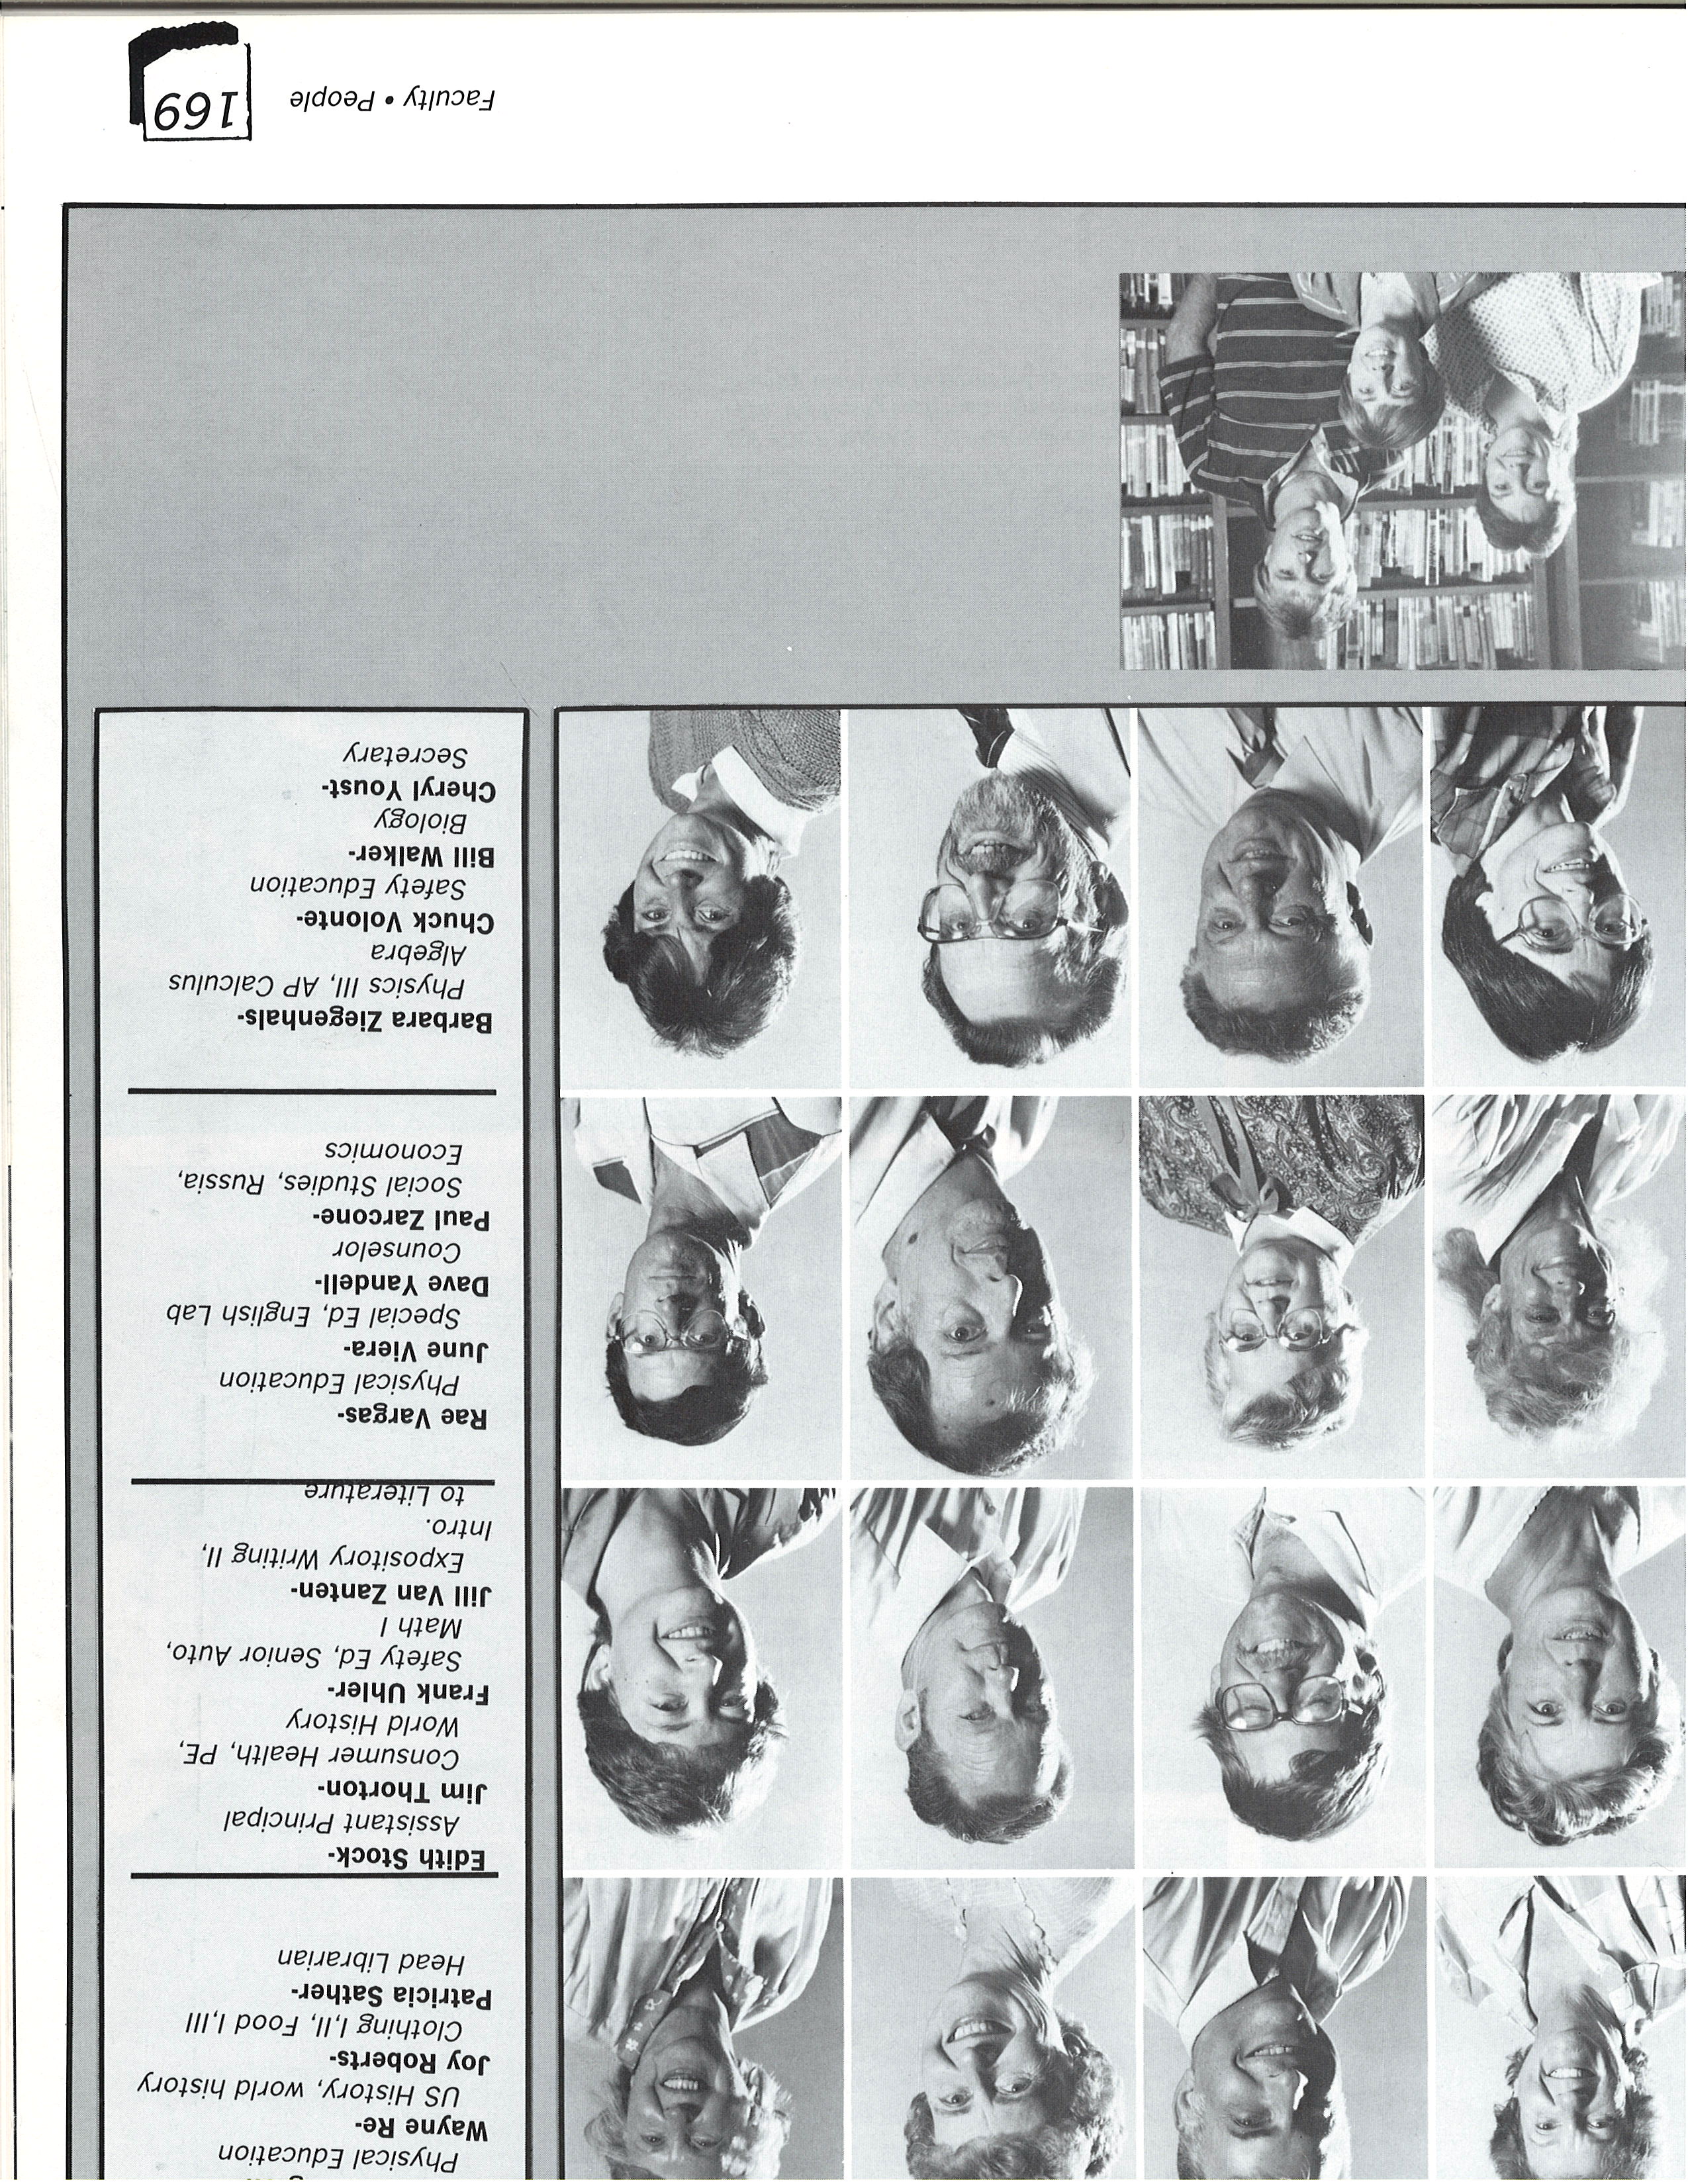 Physical Education
Wayne Re-
US History, world history
Joy Roberts-
Clothing I,II, Food I,III
Patricia Sather-
Head Librarian
Edith Stock-
Assistant Principal
Jim Thorton-
Consumer Health, PE,
World History
Frank Uhler-
Safety Ed, Senior Auto,
Math I
Jill Van Zanten-
Expository Writing II,
Intro.
to Literature
Rae Vargas-
Physical Education
June Viera-
Special Ed, English Lab
Dave Yandell-
Counselor
Paul Zarcone-
Social Studies, Russia,
Economics
Barbara Ziegenhals-
Physics III, AP Calculus
Algebra
Chuck Volonte-
Safety Education
Bill Walker-
Biology
Cheryl Youst-
Secretary
Faculty • People
169